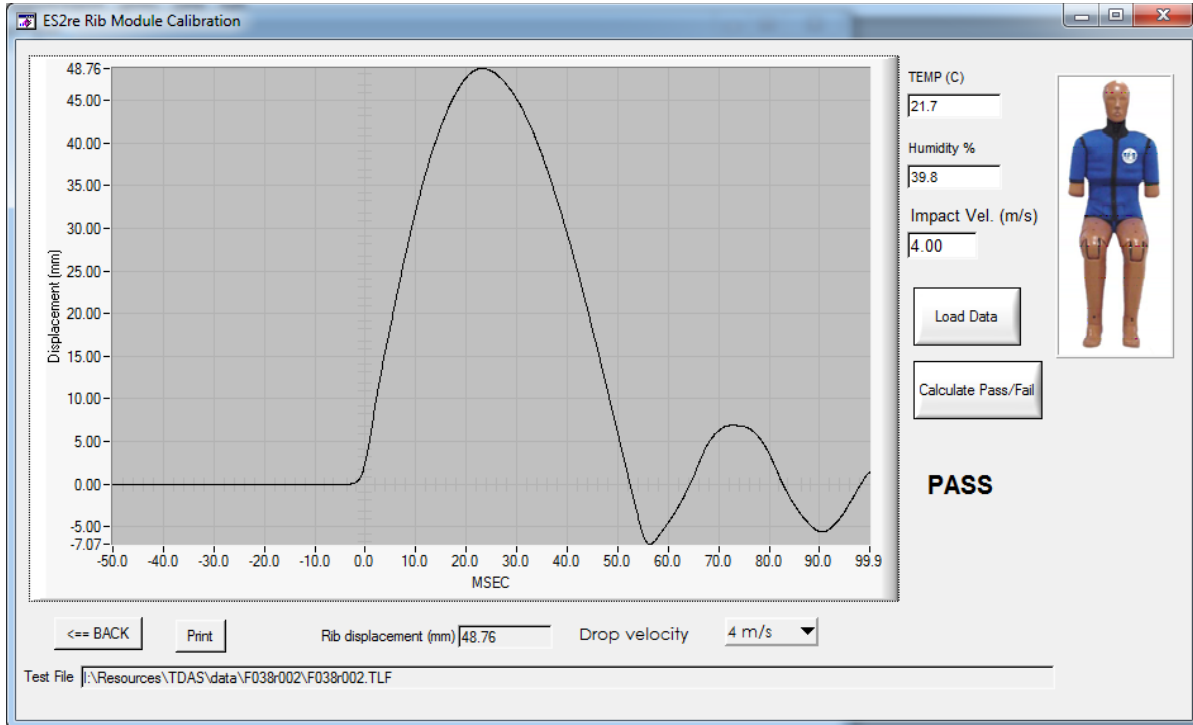 ES2re Rib Module Calibration
Displacement (mm)
48.76
45.00
40.00
35.00
30.00
25.00
20.00
15.00
10.00
5.00
0.00
-5.00
-7.07
-50.0 -40.0 -30.0 -20.0 -10.0 0.0 10.0 20.0 30.0 40.0 50.0 60.0 70.0 80.0 90.0 99.9
MSEC
TEMP (C)
21.7
Humidity %
39.8
Impact Vel. (m/s)
4.00
Load Data
Calculate Pass/Fail
PASS
<== BACK
Print
Rib displacement (mm) 48.76
Drop velocity
4 m/s
Test File I:\Resources\TDAS\data\F038r002\F038r002.TLF